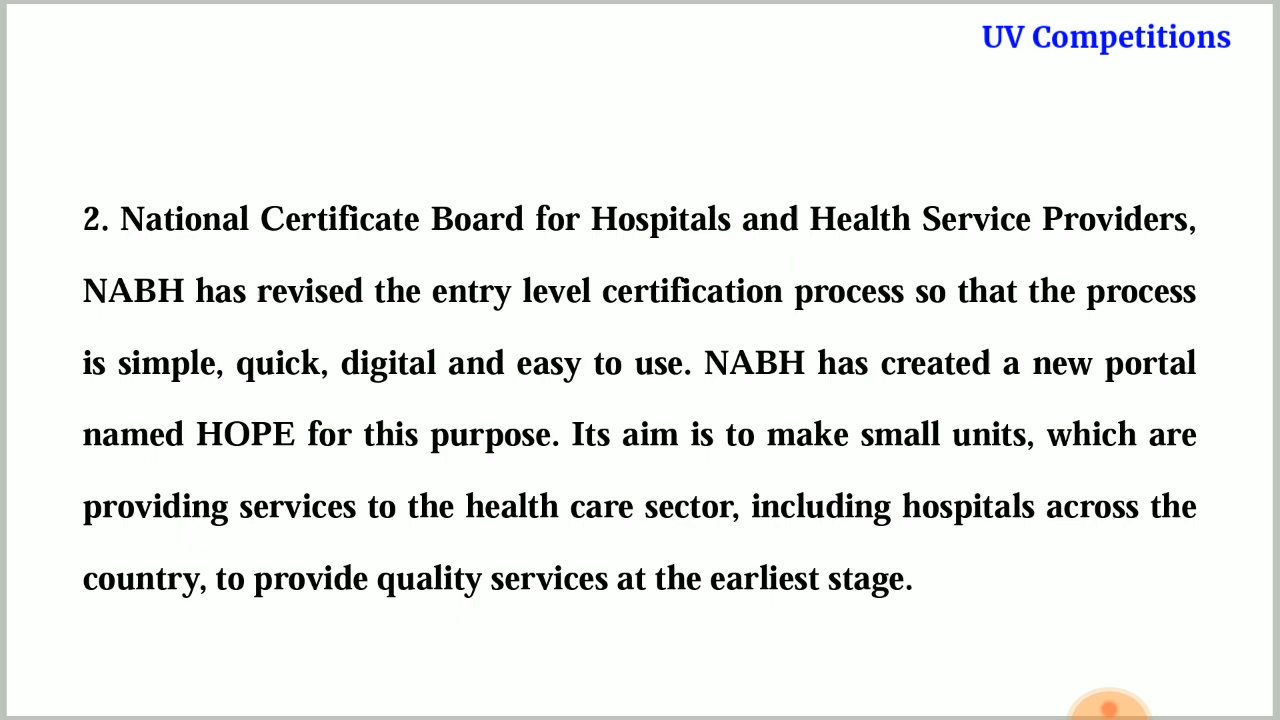 UV Competitions
2. National Certificate Board for Hospitals and Health Service Providers,
NABH has revised the entry level certification process so that the process
is simple, quick, digital and easy to use. NABH has created a new portal
named HOPE for this purpose. Its aim is to make small units, which are
providing services to the health care sector, including hospitals across the
country, to provide quality services at the earliest stage.